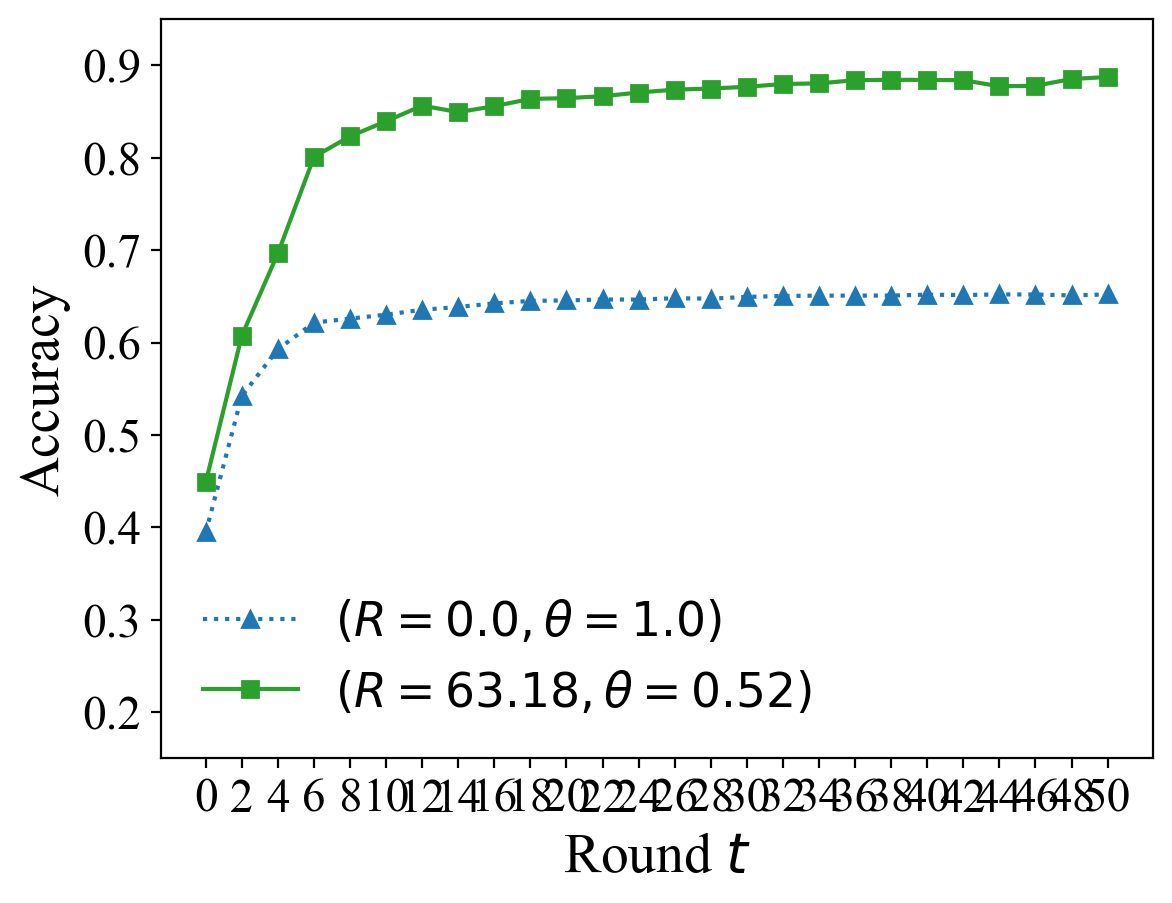 Accuracy
0.9
0.8
0.7
0.6
0.5
0.4
0.3
0.2
(R = 0.0, θ = 1.0)
(R = 63.18, θ = 0.52)
0 2 4 6 8 10 12 14 16 18 20 22 24 26 28 30 32 34 36 38 40 42 44 46 48 50
Round t